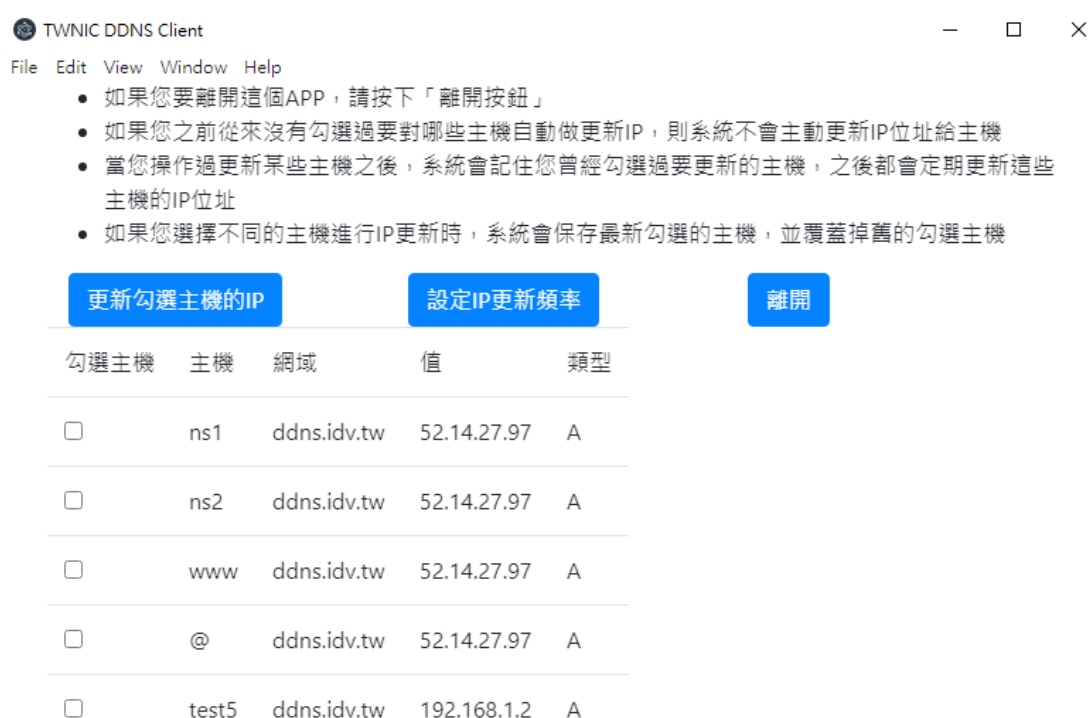 TWNIC DDNS Client
File Edit View Window Help
如果您要離開這個APP，請按下「離開按鈕」
如果您之前從來沒有勾選過要對哪些主機自動做更新IP，則系統不會主動更新IP位址給主機
當您操作過更新某些主機之後，系統會記住您曾經勾選過要更新的主機，之後都會定期更新這些
主機的IP位址
如果您選擇不同的主機進行IP更新時，系統會保存最新勾選的主機，並覆蓋掉舊的勾選主機
更新勾選主機的IP 設定IP更新頻率 離開
勾選主機 主機 網域 值 類型
ns1 ddns.idv.tw 52.14.27.97 A
ns2 ddns.idv.tw 52.14.27.97 A
www ddns.idv.tw 52.14.27.97 A
@ ddns.idv.tw 52.14.27.97 A
test5 ddns.idv.tw 192.168.1.2 A